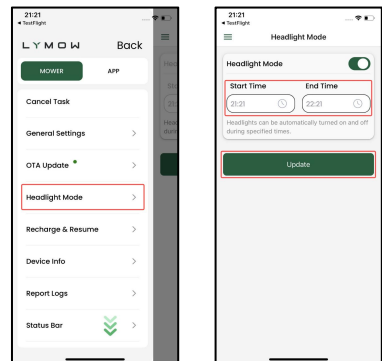 21:21
◀ TestFlight
LYMOW
Back
MOWER
APP
Cancel Task
General Settings
OTA Update
Headlight Mode
Recharge & Resume
Device Info
Report Logs
Status Bar
21:21
◀ TestFlight
Headlight Mode
Headlight Mode
Start Time End Time
21:21 22:21
Headlights can be automatically turned on and off
during specified times.
Update